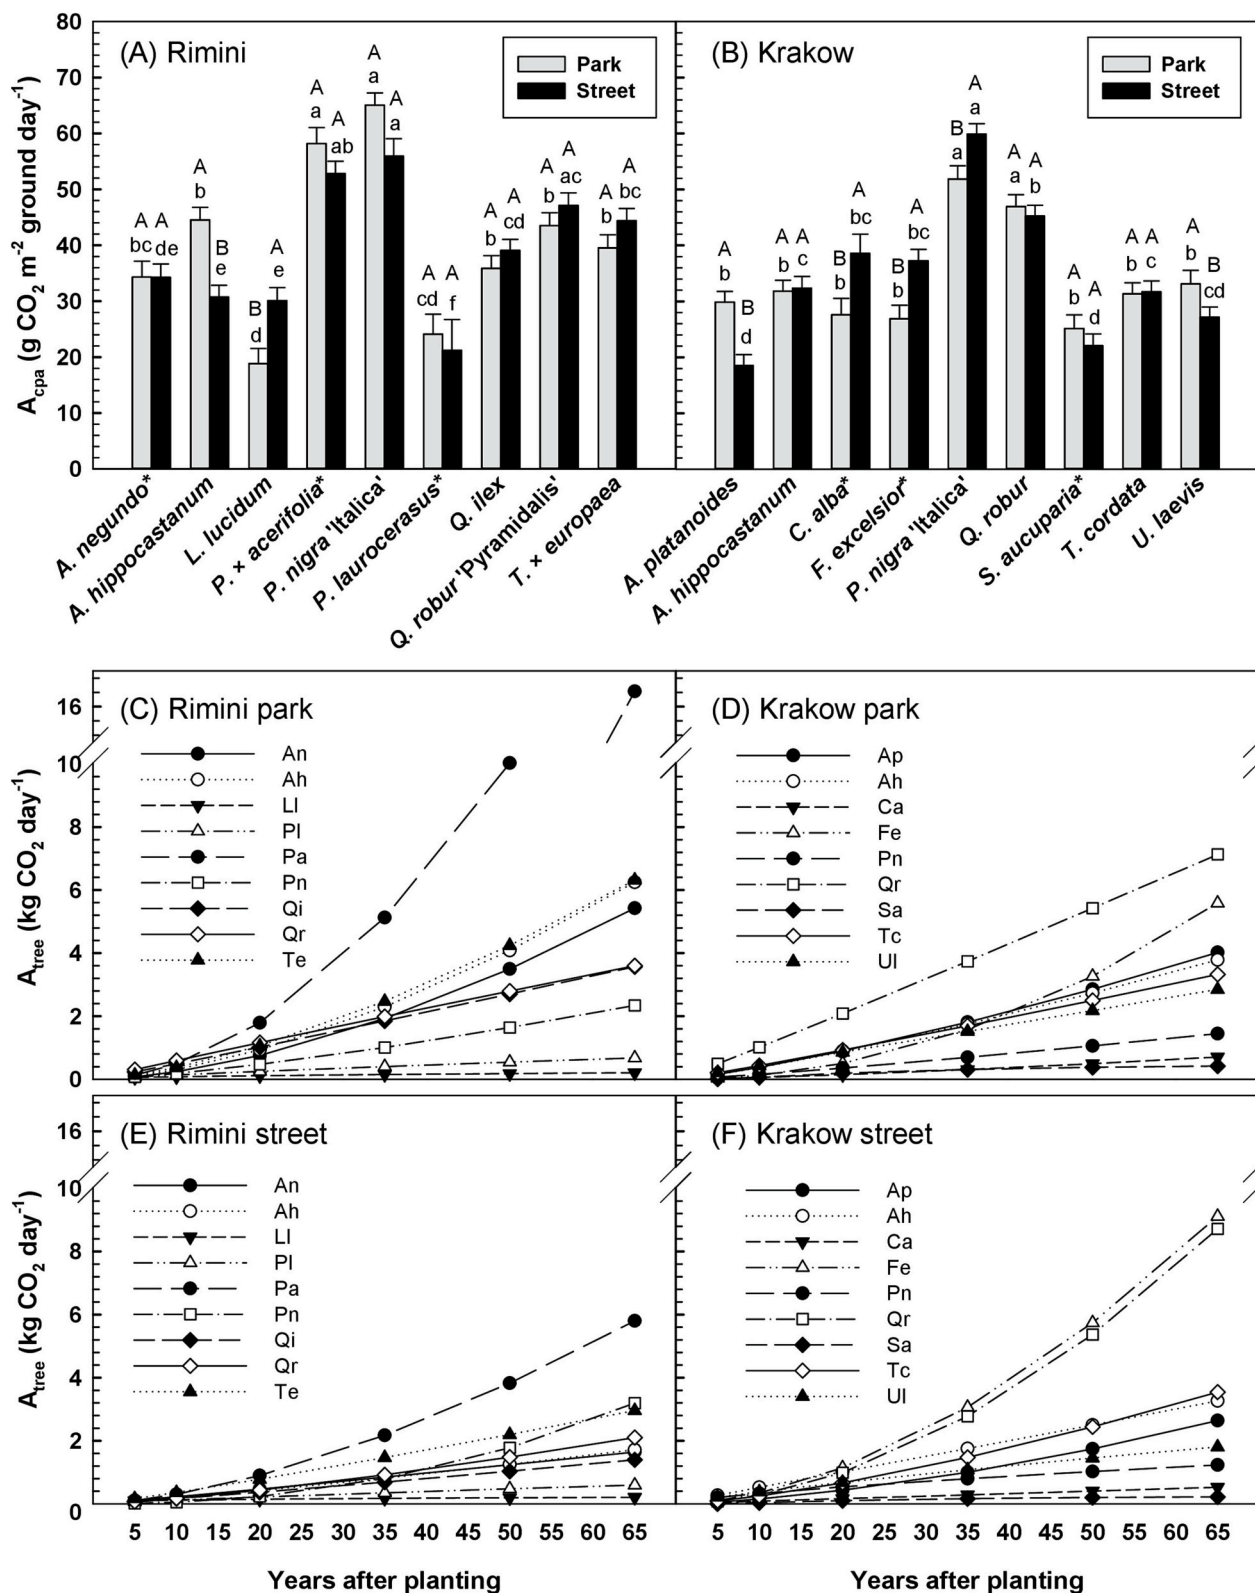 A_cpa (g CO₂ m⁻² ground day⁻¹)
80
70
60
50
40
30
20
10
0
(A) Rimini
Park
Street
A A
bc de
A B
b e
B A
d e
A A
a ab
A A
a a
A A
cd f
A A
b cd
A A
b ac
A A
b bc
(B) Krakow
Park
Street
A B
b d
A A
b c
B A
b bc
B A
b bc
B A
a a
A A
a b
A A
b d
A A
b c
A B
b cd
A. negundo*
A. hippocastanum
L. lucidum
P. × acerifolia*
P. nigra 'Italica'
P. laurocerasus*
Q. ilex
Q. robur 'Pyramidalis'
T. × europaea
A. platanoides
A. hippocastanum
C. alba*
F. excelsior*
P. nigra 'Italica'
Q. robur
S. aucuparia*
T. cordata
U. laevis
A_tree (kg CO₂ day⁻¹)
16
10
8
6
4
2
0
(C) Rimini park
An
Ah
Ll
Pl
Pa
Pn
Qi
Qr
Te
(D) Krakow park
Ap
Ah
Ca
Fe
Pn
Qr
Sa
Tc
Ul
A_tree (kg CO₂ day⁻¹)
16
10
8
6
4
2
0
(E) Rimini street
An
Ah
Ll
Pl
Pa
Pn
Qi
Qr
Te
(F) Krakow street
Ap
Ah
Ca
Fe
Pn
Qr
Sa
Tc
Ul
5 10 15 20 25 30 35 40 45 50 55 60 65
5 10 15 20 25 30 35 40 45 50 55 60 65
Years after planting
Years after planting